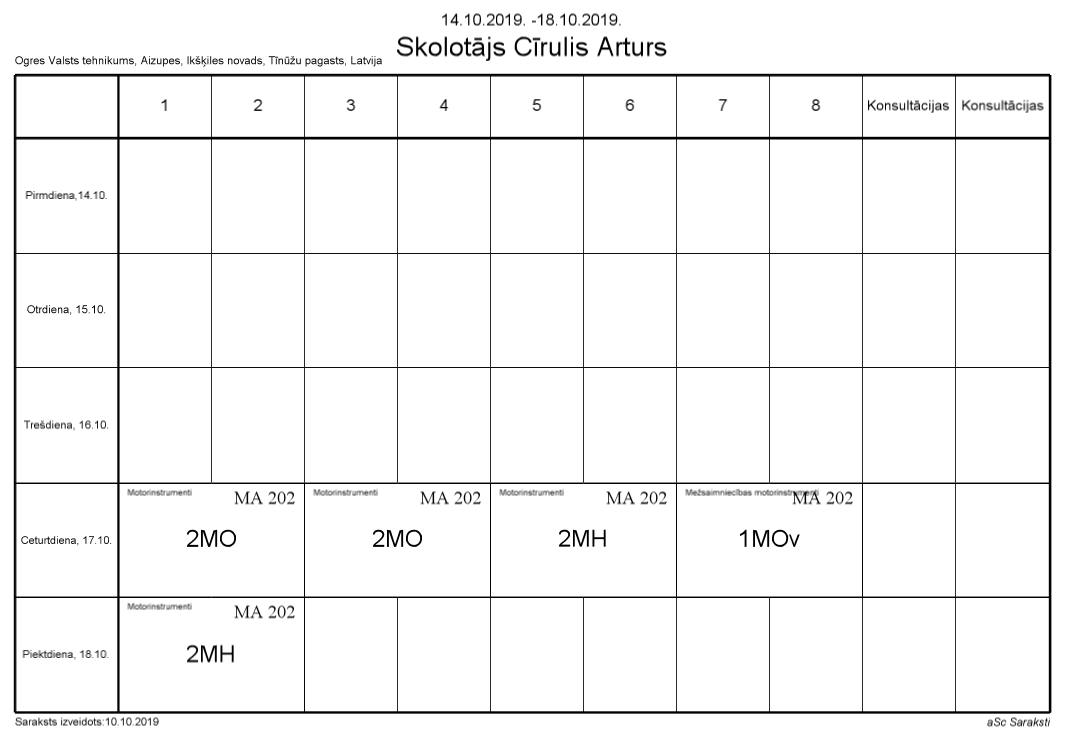 14.10.2019. -18.10.2019.
Skolotājs Cīrulis Arturs
Ogres Valsts tehnikums, Aizupes, Ikšķiles novads, Tīnūžu pagasts, Latvija
1 2 3 4 5 6 7 8 Konsultācijas Konsultācijas
Pirmdiena,14.10.
Otrdiena, 15.10.
Trešdiena, 16.10.
Motorinstrumenti MA 202 Motorinstrumenti MA 202 Motorinstrumenti MA 202 Mežsaimniecības motorinstrumenti MA 202
Ceturtdiena, 17.10. 2MO 2MO 2MH 1MOv
Motorinstrumenti MA 202
Piektdiena, 18.10. 2MH
Saraksts izveidots:10.10.2019 aSc Saraksti